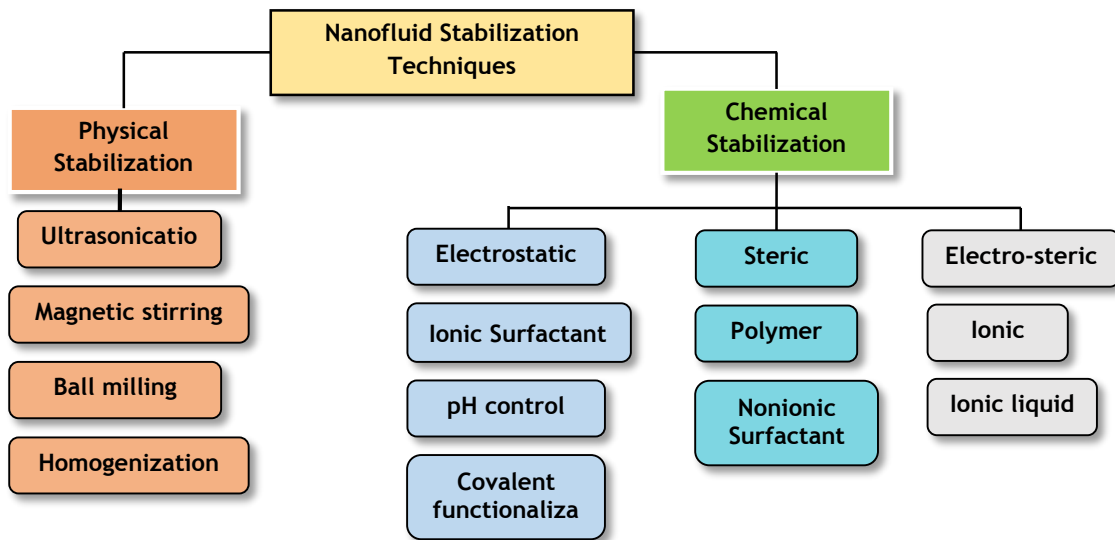 Nanofluid Stabilization
Techniques
Physical
Stabilization
Ultrasonicatio
Magnetic stirring
Ball milling
Homogenization
Chemical
Stabilization
Electrostatic
Ionic Surfactant
pH control
Covalent
functionaliza
Steric
Polymer
Nonionic
Surfactant
Electro-steric
Ionic
Ionic liquid